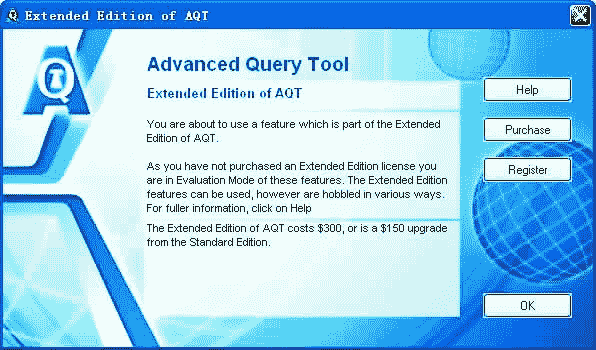 Extended Edition of AQT
Advanced Query Tool
Extended Edition of AQT
You are about to use a feature which is part of the Extended
Edition of AQT.
As you have not purchased an Extended Edition license you
are in Evaluation Mode of these features. The Extended Edition
features can be used, however are hobbled in various ways.
For fuller information, click on Help
The Extended Edition of AQT costs $300, or is a $150 upgrade
from the Standard Edition.
Help
Purchase
Register
OK